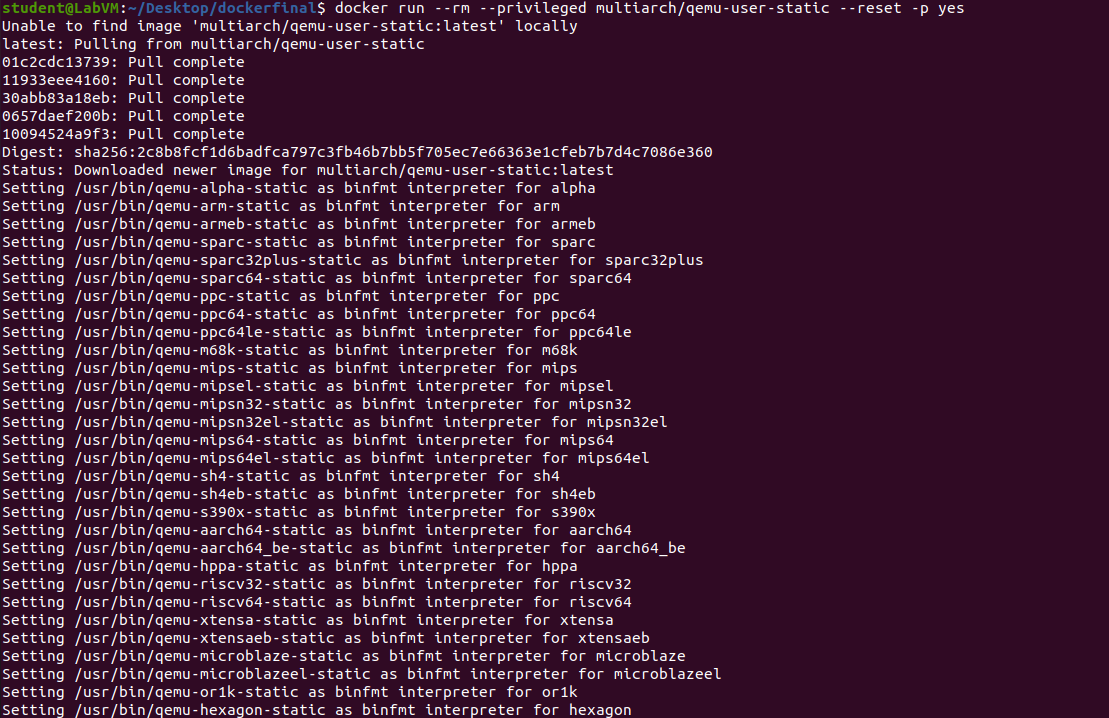 student@LabVM:~/Desktop/dockerfinal$ docker run --rm --privileged multiarch/qemu-user-static --reset -p yes
Unable to find image 'multiarch/qemu-user-static:latest' locally
latest: Pulling from multiarch/qemu-user-static
01c2cdc13739: Pull complete
11933eee4160: Pull complete
30abb83a18eb: Pull complete
0657daef200b: Pull complete
10094524a9f3: Pull complete
Digest: sha256:2c8b8fcf1d6badfca797c3fb46b7bb5f705ec7e66363e1cfeb7b7d4c7086e360
Status: Downloaded newer image for multiarch/qemu-user-static:latest
Setting /usr/bin/qemu-alpha-static as binfmt interpreter for alpha
Setting /usr/bin/qemu-arm-static as binfmt interpreter for arm
Setting /usr/bin/qemu-armeb-static as binfmt interpreter for armeb
Setting /usr/bin/qemu-sparc-static as binfmt interpreter for sparc
Setting /usr/bin/qemu-sparc32plus-static as binfmt interpreter for sparc32plus
Setting /usr/bin/qemu-sparc64-static as binfmt interpreter for sparc64
Setting /usr/bin/qemu-ppc-static as binfmt interpreter for ppc
Setting /usr/bin/qemu-ppc64-static as binfmt interpreter for ppc64
Setting /usr/bin/qemu-ppc64le-static as binfmt interpreter for ppc64le
Setting /usr/bin/qemu-m68k-static as binfmt interpreter for m68k
Setting /usr/bin/qemu-mips-static as binfmt interpreter for mips
Setting /usr/bin/qemu-mipsel-static as binfmt interpreter for mipsel
Setting /usr/bin/qemu-mipsn32-static as binfmt interpreter for mipsn32
Setting /usr/bin/qemu-mipsn32el-static as binfmt interpreter for mipsn32el
Setting /usr/bin/qemu-mips64-static as binfmt interpreter for mips64
Setting /usr/bin/qemu-mips64el-static as binfmt interpreter for mips64el
Setting /usr/bin/qemu-sh4-static as binfmt interpreter for sh4
Setting /usr/bin/qemu-sh4eb-static as binfmt interpreter for sh4eb
Setting /usr/bin/qemu-s390x-static as binfmt interpreter for s390x
Setting /usr/bin/qemu-aarch64-static as binfmt interpreter for aarch64
Setting /usr/bin/qemu-aarch64_be-static as binfmt interpreter for aarch64_be
Setting /usr/bin/qemu-hppa-static as binfmt interpreter for hppa
Setting /usr/bin/qemu-riscv32-static as binfmt interpreter for riscv32
Setting /usr/bin/qemu-riscv64-static as binfmt interpreter for riscv64
Setting /usr/bin/qemu-xtensa-static as binfmt interpreter for xtensa
Setting /usr/bin/qemu-xtensaeb-static as binfmt interpreter for xtensaeb
Setting /usr/bin/qemu-microblaze-static as binfmt interpreter for microblaze
Setting /usr/bin/qemu-microblazeel-static as binfmt interpreter for microblazeel
Setting /usr/bin/qemu-or1k-static as binfmt interpreter for or1k
Setting /usr/bin/qemu-hexagon-static as binfmt interpreter for hexagon